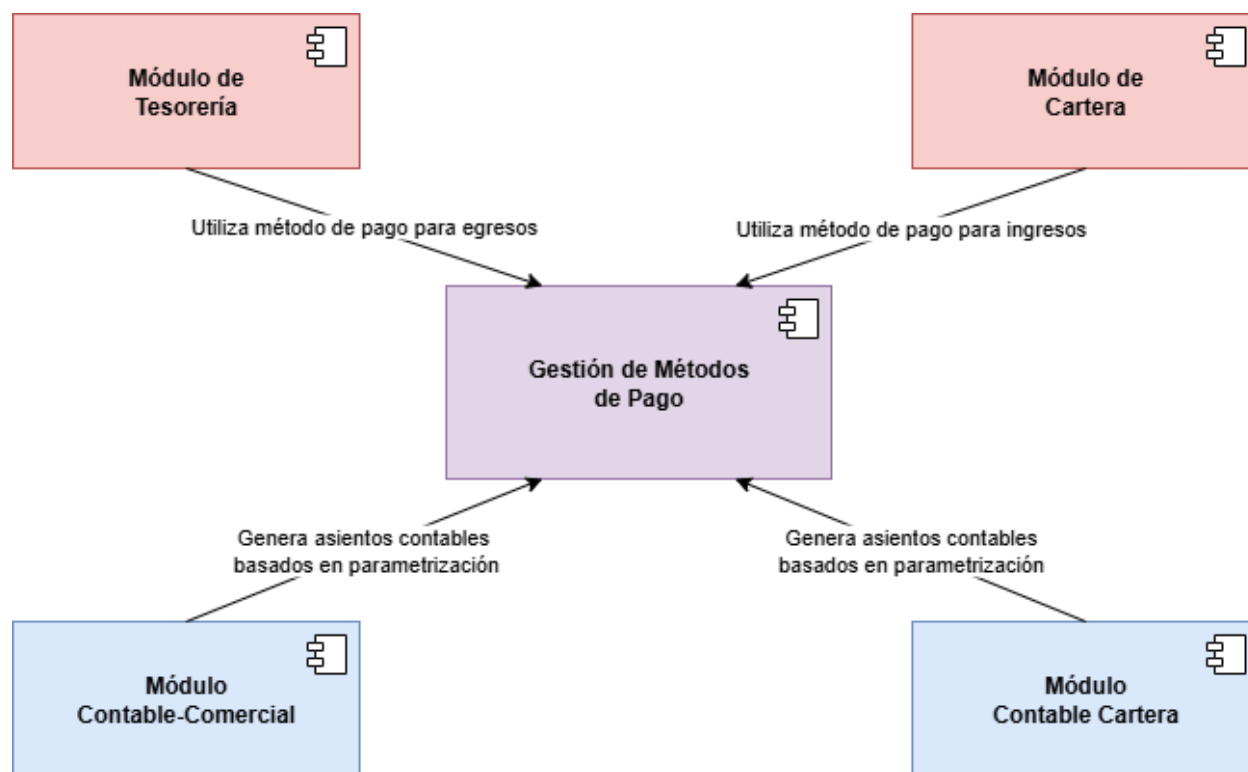 Módulo de
Tesorería
Módulo de
Cartera
Utiliza método de pago para egresos
Utiliza método de pago para ingresos
Gestión de Métodos
de Pago
Genera asientos contables
basados en parametrización
Genera asientos contables
basados en parametrización
Módulo
Contable-Comercial
Módulo
Contable Cartera